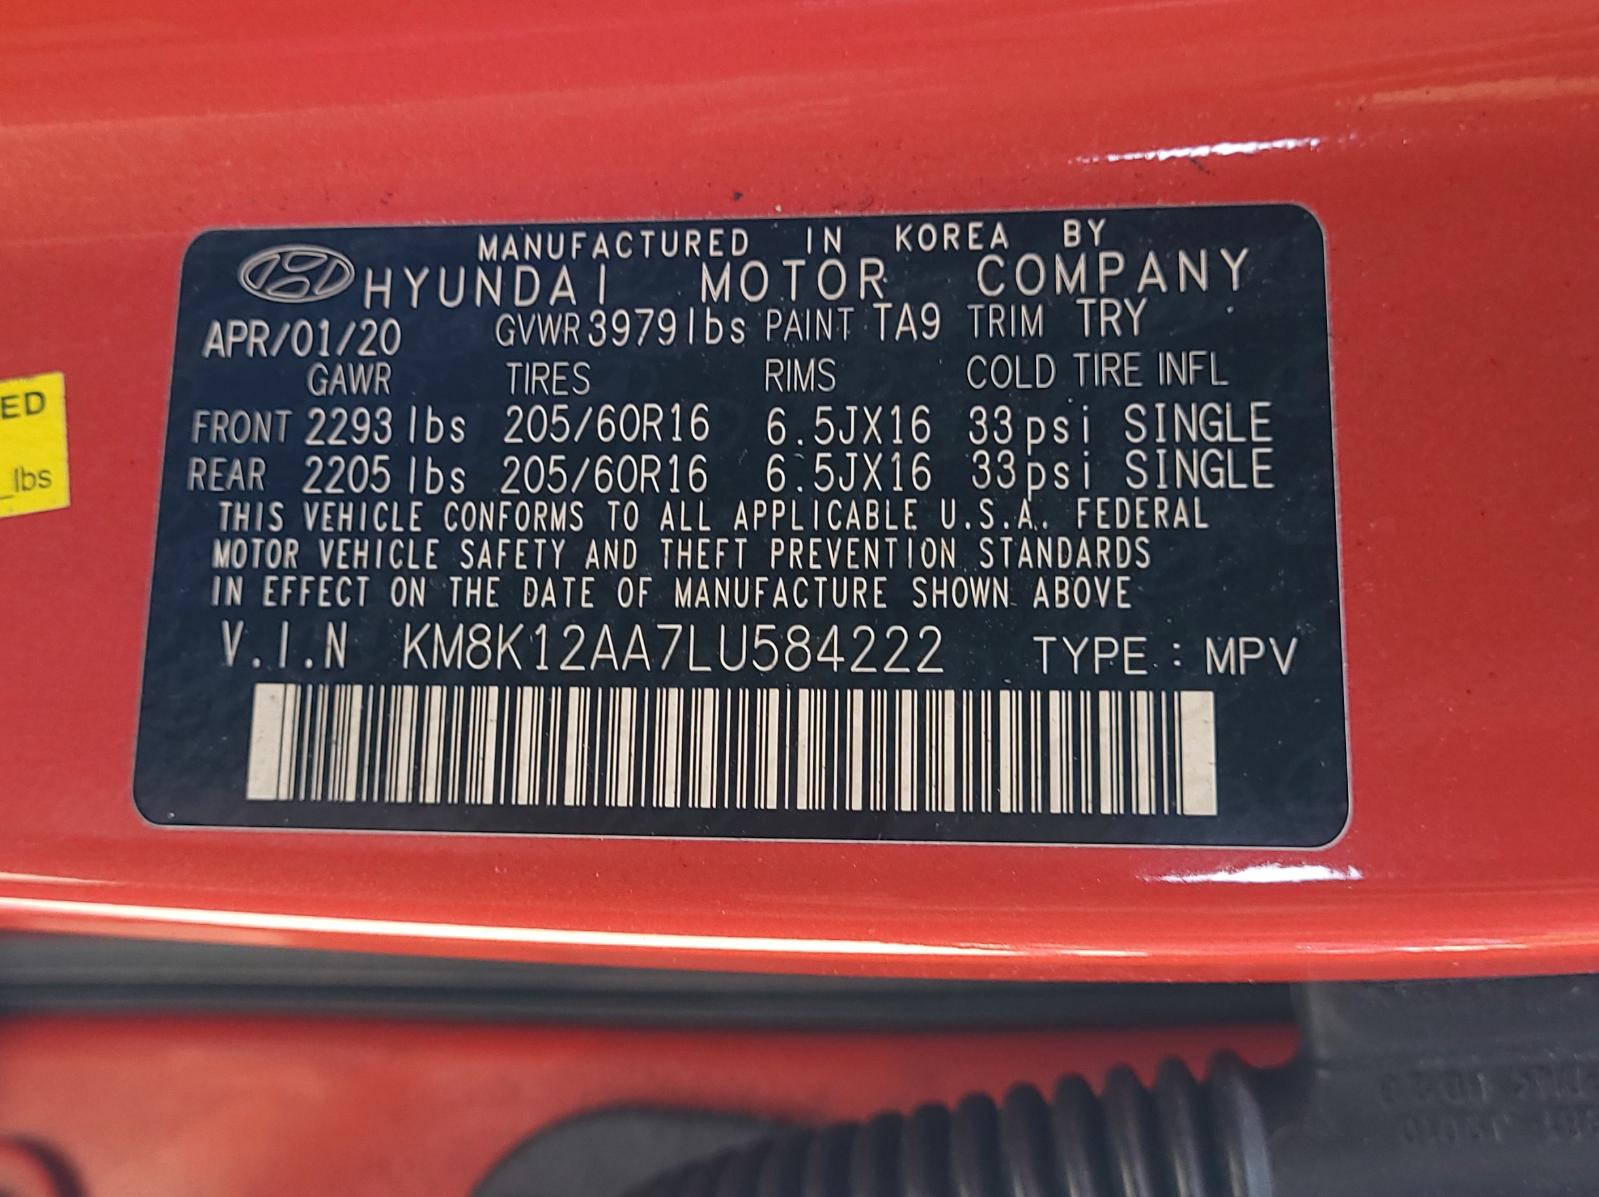 MANUFACTURED IN KOREA BY
HYUNDAI MOTOR COMPANY
APR/01/20 GVWR 3979lbs PAINT TA9 TRIM TRY
GAWR TIRES RIMS COLD TIRE INFL
FRONT 2293 lbs 205/60R16 6.5JX16 33psi SINGLE
REAR 2205 lbs 205/60R16 6.5JX16 33psi SINGLE
THIS VEHICLE CONFORMS TO ALL APPLICABLE U.S.A. FEDERAL
MOTOR VEHICLE SAFETY AND THEFT PREVENTION STANDARDS
IN EFFECT ON THE DATE OF MANUFACTURE SHOWN ABOVE
V.I.N KM8K12AA7LU584222 TYPE : MPV
ED
_lbs